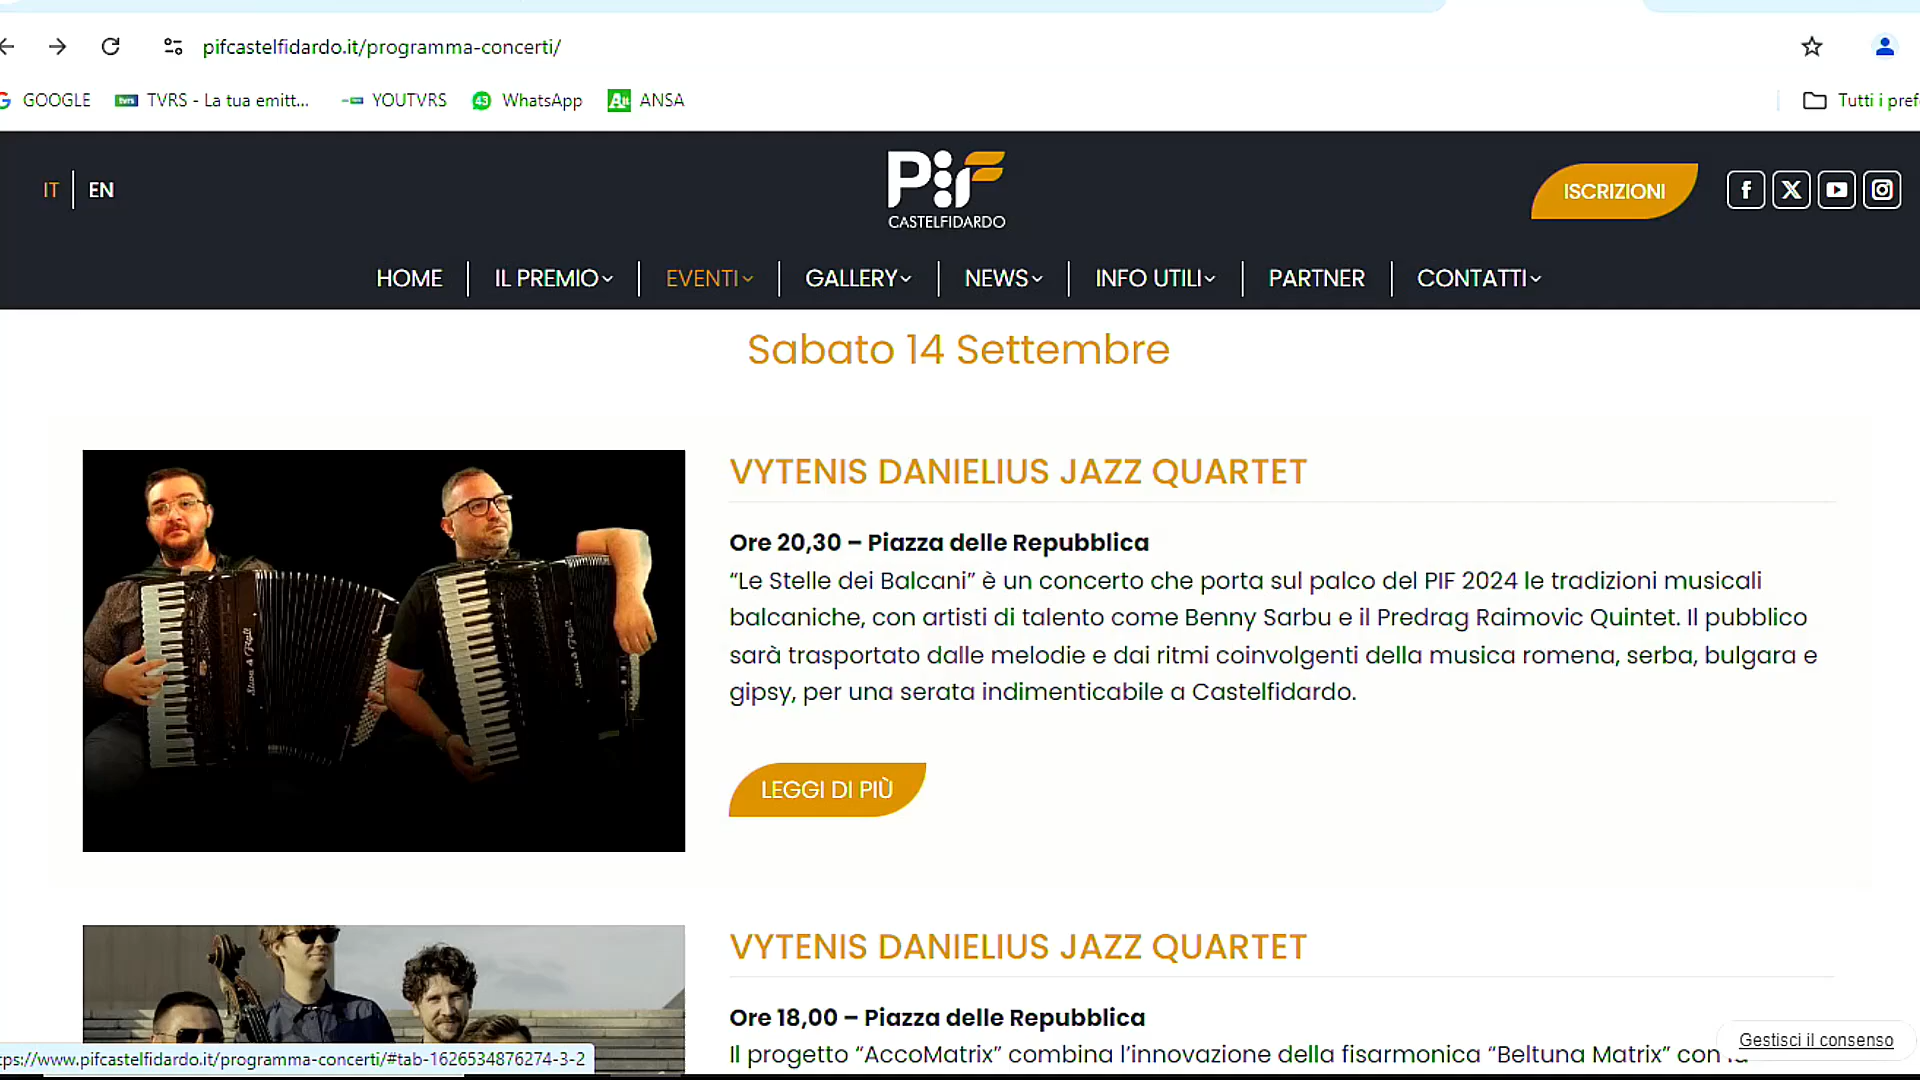 pifcastelfidardo.it/programma-concerti/
GOOGLE
TVRS - La tua emitt...
YOUTVRS
43
WhatsApp
ANSA
Tutti i pref
IT
EN
PiF
CASTELFIDARDO
ISCRIZIONI
HOME
IL PREMIO
EVENTI
GALLERY
NEWS
INFO UTILI
PARTNER
CONTATTI
Sabato 14 Settembre
VYTENIS DANIELIUS JAZZ QUARTET
Ore 20,30 – Piazza delle Repubblica
“Le Stelle dei Balcani” è un concerto che porta sul palco del PIF 2024 le tradizioni musicali
balcaniche, con artisti di talento come Benny Sarbu e il Predrag Raimovic Quintet. Il pubblico
sarà trasportato dalle melodie e dai ritmi coinvolgenti della musica romena, serba, bulgara e
gipsy, per una serata indimenticabile a Castelfidardo.
LEGGI DI PIÙ
VYTENIS DANIELIUS JAZZ QUARTET
Ore 18,00 – Piazza delle Repubblica
Il progetto “AccoMatrix” combina l’innovazione della fisarmonica “Beltuna Matrix” con la
Gestisci il consenso
tps://www.pifcastelfidardo.it/programma-concerti/#tab-1626534876274-3-2